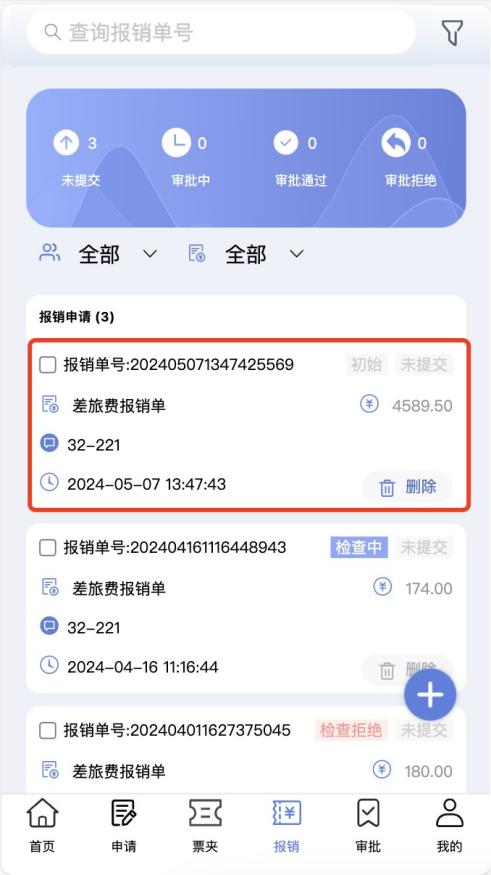 查询报销单号
3 0 0 0
未提交 审批中 审批通过 审批拒绝
全部 全部
报销申请 (3)
报销单号:202405071347425569 初始 未提交
差旅费报销单 4589.50
32-221
2024-05-07 13:47:43 删除
报销单号:202404161116448943 检查中 未提交
差旅费报销单 174.00
32-221
2024-04-16 11:16:44 删除
报销单号:202404011627375045 检查拒绝 未提交
差旅费报销单 180.00
首页 申请 票夹 报销 审批 我的